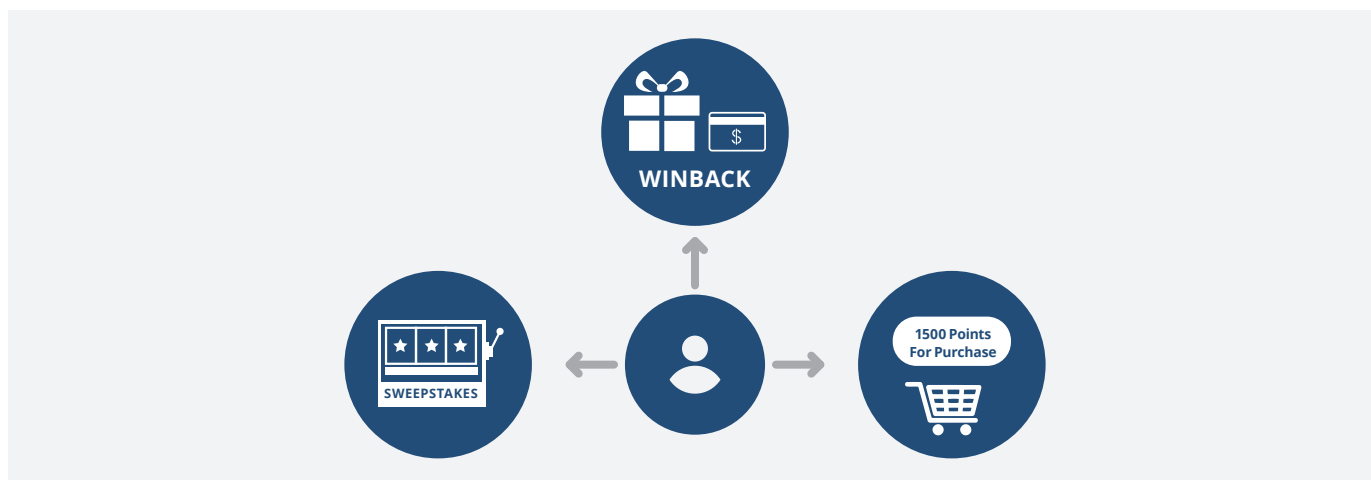 $
WINBACK
SWEEPSTAKES
1500 Points
For Purchase